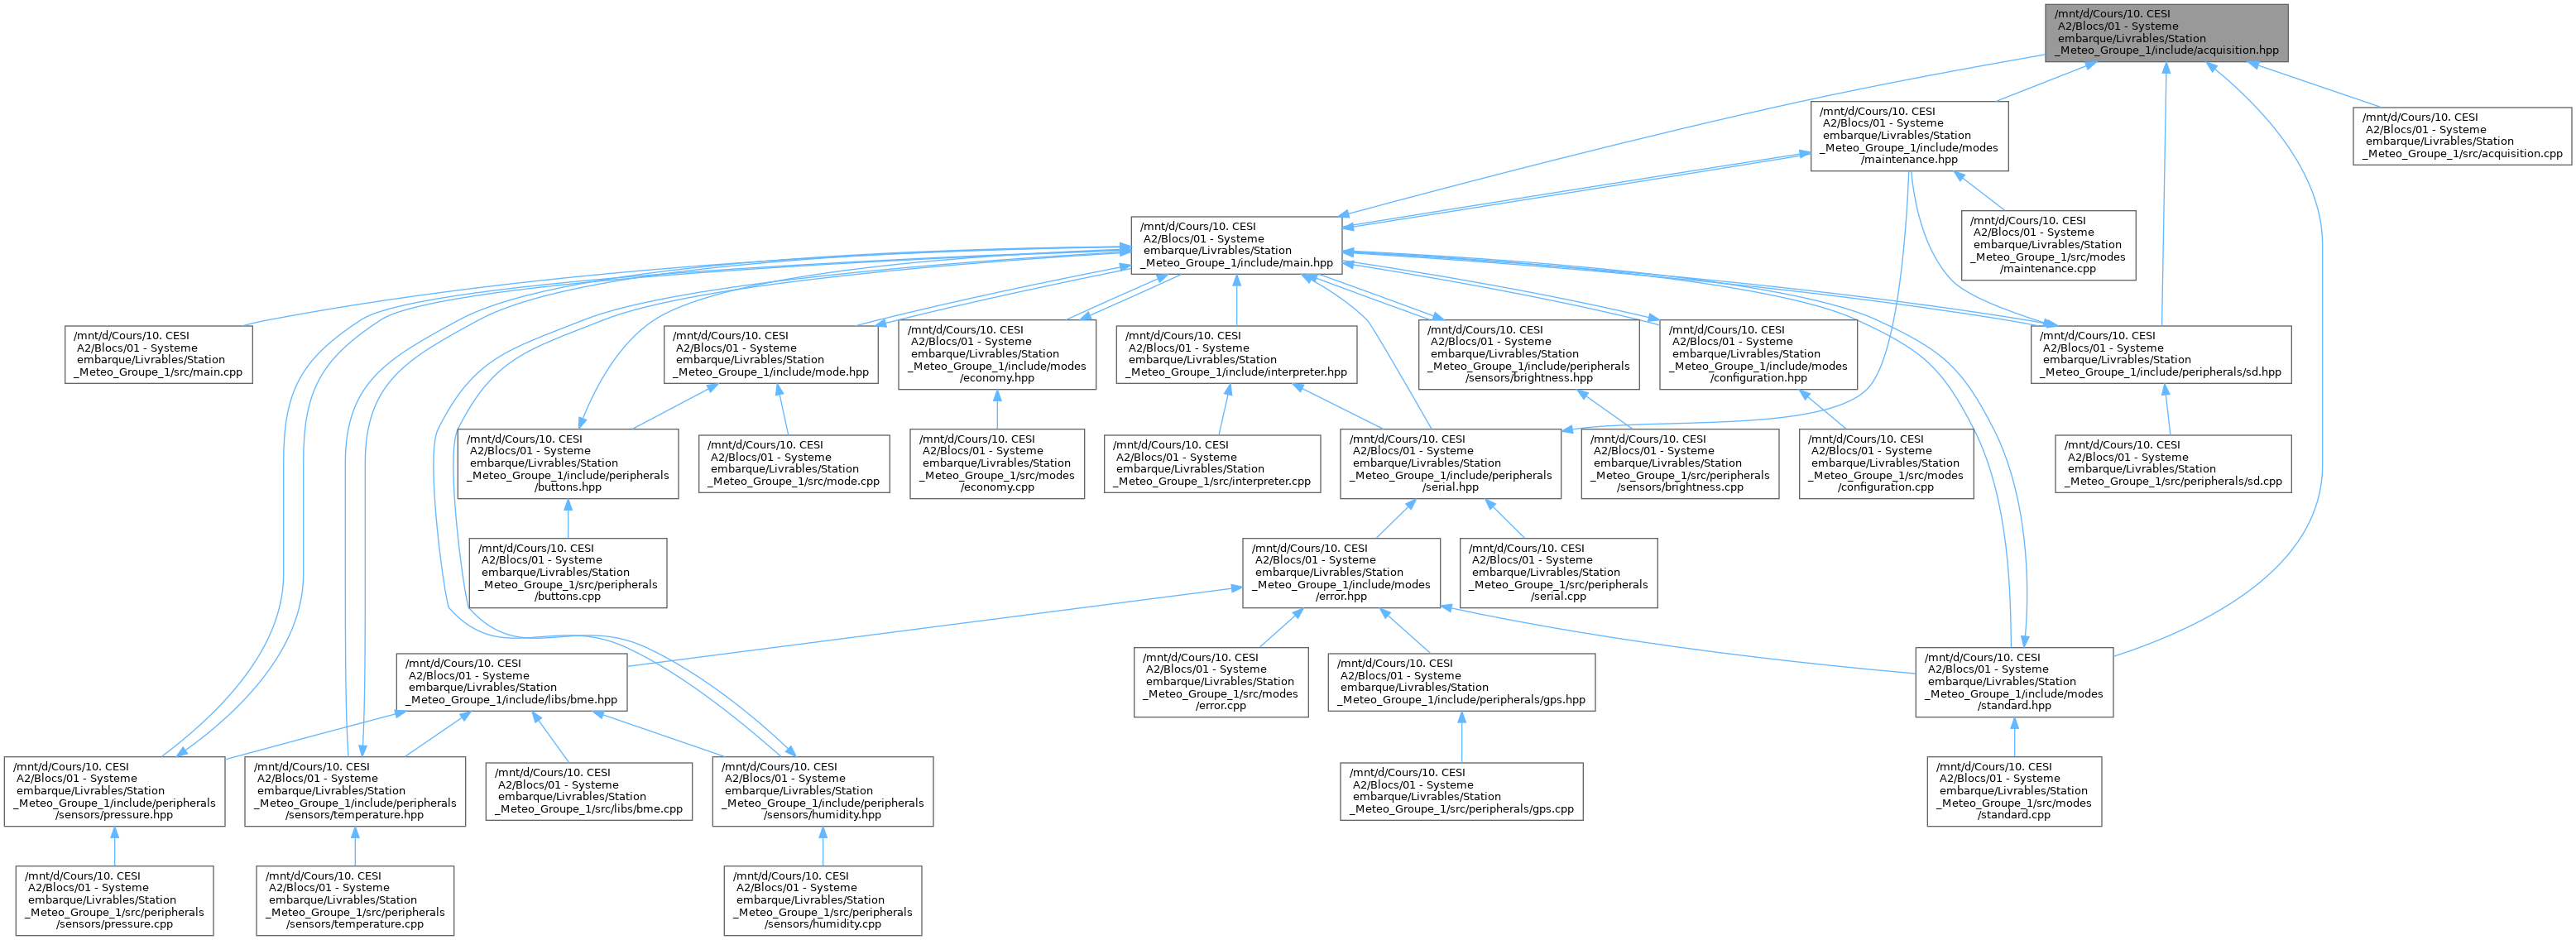 /mnt/d/Cours/10. CESI
A2/Blocs/01 - Systeme
embarque/Livrables/Station
_Meteo_Groupe_1/include/acquisition.hpp
/mnt/d/Cours/10. CESI
A2/Blocs/01 - Systeme
embarque/Livrables/Station
_Meteo_Groupe_1/include/modes
/maintenance.hpp
/mnt/d/Cours/10. CESI
A2/Blocs/01 - Systeme
embarque/Livrables/Station
_Meteo_Groupe_1/src/acquisition.cpp
/mnt/d/Cours/10. CESI
A2/Blocs/01 - Systeme
embarque/Livrables/Station
_Meteo_Groupe_1/include/main.hpp
/mnt/d/Cours/10. CESI
A2/Blocs/01 - Systeme
embarque/Livrables/Station
_Meteo_Groupe_1/src/modes
/maintenance.cpp
/mnt/d/Cours/10. CESI
A2/Blocs/01 - Systeme
embarque/Livrables/Station
_Meteo_Groupe_1/src/main.cpp
/mnt/d/Cours/10. CESI
A2/Blocs/01 - Systeme
embarque/Livrables/Station
_Meteo_Groupe_1/include/mode.hpp
/mnt/d/Cours/10. CESI
A2/Blocs/01 - Systeme
embarque/Livrables/Station
_Meteo_Groupe_1/include/modes
/economy.hpp
/mnt/d/Cours/10. CESI
A2/Blocs/01 - Systeme
embarque/Livrables/Station
_Meteo_Groupe_1/include/interpreter.hpp
/mnt/d/Cours/10. CESI
A2/Blocs/01 - Systeme
embarque/Livrables/Station
_Meteo_Groupe_1/include/peripherals
/sensors/brightness.hpp
/mnt/d/Cours/10. CESI
A2/Blocs/01 - Systeme
embarque/Livrables/Station
_Meteo_Groupe_1/include/modes
/configuration.hpp
/mnt/d/Cours/10. CESI
A2/Blocs/01 - Systeme
embarque/Livrables/Station
_Meteo_Groupe_1/include/peripherals/sd.hpp
/mnt/d/Cours/10. CESI
A2/Blocs/01 - Systeme
embarque/Livrables/Station
_Meteo_Groupe_1/include/peripherals
/buttons.hpp
/mnt/d/Cours/10. CESI
A2/Blocs/01 - Systeme
embarque/Livrables/Station
_Meteo_Groupe_1/src/mode.cpp
/mnt/d/Cours/10. CESI
A2/Blocs/01 - Systeme
embarque/Livrables/Station
_Meteo_Groupe_1/src/modes
/economy.cpp
/mnt/d/Cours/10. CESI
A2/Blocs/01 - Systeme
embarque/Livrables/Station
_Meteo_Groupe_1/src/interpreter.cpp
/mnt/d/Cours/10. CESI
A2/Blocs/01 - Systeme
embarque/Livrables/Station
_Meteo_Groupe_1/include/peripherals
/serial.hpp
/mnt/d/Cours/10. CESI
A2/Blocs/01 - Systeme
embarque/Livrables/Station
_Meteo_Groupe_1/src/peripherals
/sensors/brightness.cpp
/mnt/d/Cours/10. CESI
A2/Blocs/01 - Systeme
embarque/Livrables/Station
_Meteo_Groupe_1/src/modes
/configuration.cpp
/mnt/d/Cours/10. CESI
A2/Blocs/01 - Systeme
embarque/Livrables/Station
_Meteo_Groupe_1/src/peripherals/sd.cpp
/mnt/d/Cours/10. CESI
A2/Blocs/01 - Systeme
embarque/Livrables/Station
_Meteo_Groupe_1/src/peripherals
/buttons.cpp
/mnt/d/Cours/10. CESI
A2/Blocs/01 - Systeme
embarque/Livrables/Station
_Meteo_Groupe_1/include/modes
/error.hpp
/mnt/d/Cours/10. CESI
A2/Blocs/01 - Systeme
embarque/Livrables/Station
_Meteo_Groupe_1/src/peripherals
/serial.cpp
/mnt/d/Cours/10. CESI
A2/Blocs/01 - Systeme
embarque/Livrables/Station
_Meteo_Groupe_1/include/libs/bme.hpp
/mnt/d/Cours/10. CESI
A2/Blocs/01 - Systeme
embarque/Livrables/Station
_Meteo_Groupe_1/src/modes
/error.cpp
/mnt/d/Cours/10. CESI
A2/Blocs/01 - Systeme
embarque/Livrables/Station
_Meteo_Groupe_1/include/peripherals/gps.hpp
/mnt/d/Cours/10. CESI
A2/Blocs/01 - Systeme
embarque/Livrables/Station
_Meteo_Groupe_1/include/modes
/standard.hpp
/mnt/d/Cours/10. CESI
A2/Blocs/01 - Systeme
embarque/Livrables/Station
_Meteo_Groupe_1/include/peripherals
/sensors/pressure.hpp
/mnt/d/Cours/10. CESI
A2/Blocs/01 - Systeme
embarque/Livrables/Station
_Meteo_Groupe_1/include/peripherals
/sensors/temperature.hpp
/mnt/d/Cours/10. CESI
A2/Blocs/01 - Systeme
embarque/Livrables/Station
_Meteo_Groupe_1/src/libs/bme.cpp
/mnt/d/Cours/10. CESI
A2/Blocs/01 - Systeme
embarque/Livrables/Station
_Meteo_Groupe_1/include/peripherals
/sensors/humidity.hpp
/mnt/d/Cours/10. CESI
A2/Blocs/01 - Systeme
embarque/Livrables/Station
_Meteo_Groupe_1/src/peripherals/gps.cpp
/mnt/d/Cours/10. CESI
A2/Blocs/01 - Systeme
embarque/Livrables/Station
_Meteo_Groupe_1/src/modes
/standard.cpp
/mnt/d/Cours/10. CESI
A2/Blocs/01 - Systeme
embarque/Livrables/Station
_Meteo_Groupe_1/src/peripherals
/sensors/pressure.cpp
/mnt/d/Cours/10. CESI
A2/Blocs/01 - Systeme
embarque/Livrables/Station
_Meteo_Groupe_1/src/peripherals
/sensors/temperature.cpp
/mnt/d/Cours/10. CESI
A2/Blocs/01 - Systeme
embarque/Livrables/Station
_Meteo_Groupe_1/src/peripherals
/sensors/humidity.cpp